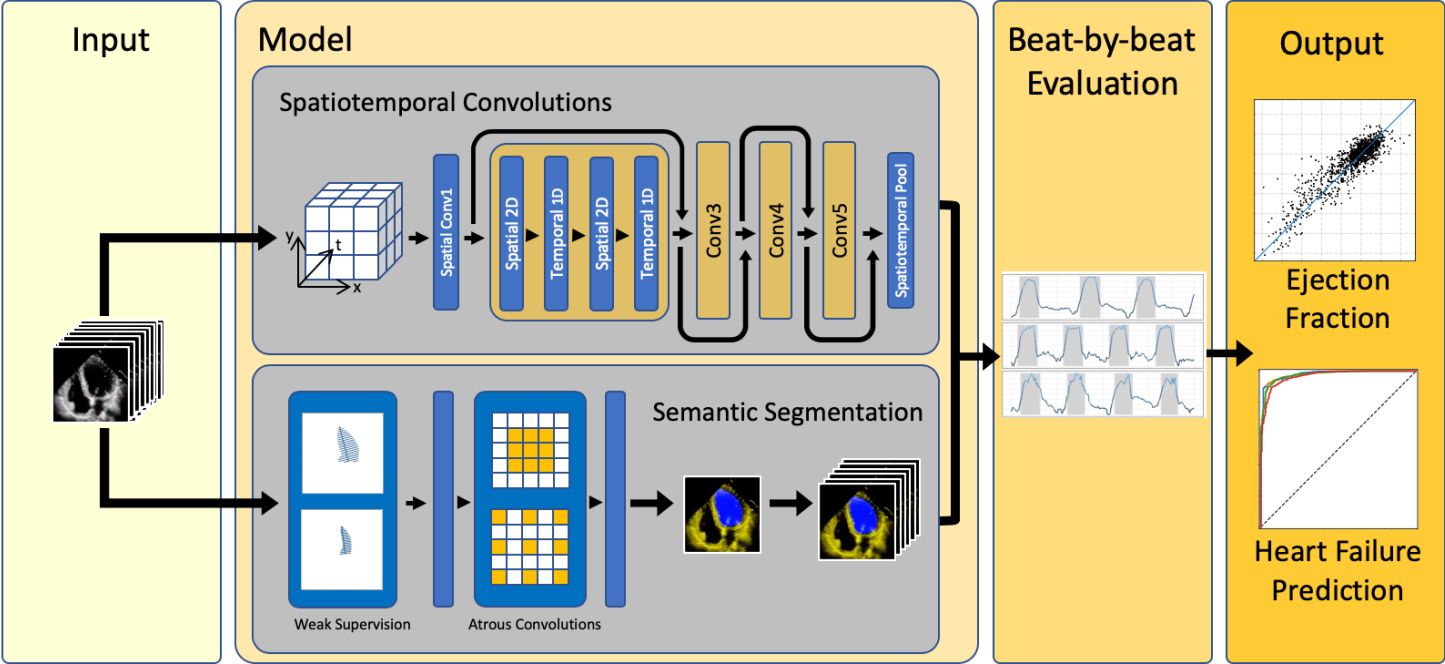 Input
Model
Spatiotemporal Convolutions
y
t
x
Spatial Conv1
Spatial 2D
Temporal 1D
Spatial 2D
Temporal 1D
Conv3
Conv4
Conv5
Spatiotemporal Pool
Semantic Segmentation
Weak Supervision
Atrous Convolutions
Beat-by-beat
Evaluation
Output
Ejection
Fraction
Heart Failure
Prediction